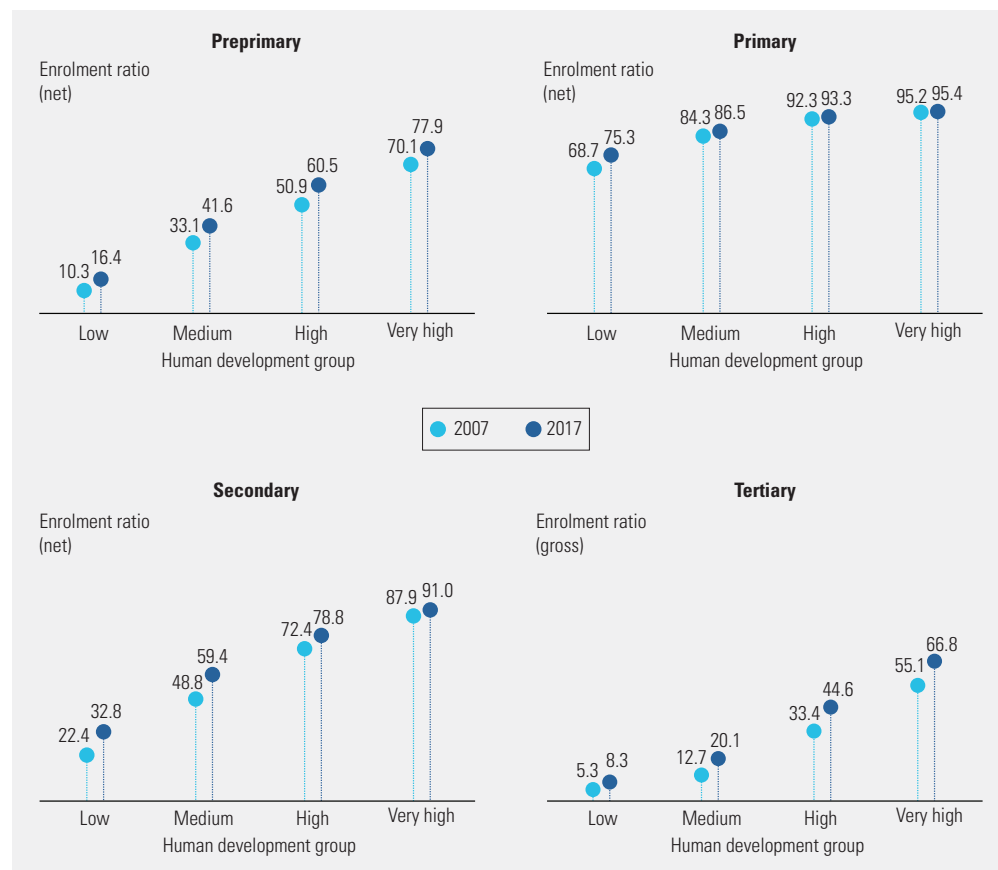 Preprimary
Enrolment ratio
(net)
10.3 16.4
33.1 41.6
50.9 60.5
70.1 77.9
Low Medium High Very high
Human development group
Primary
Enrolment ratio
(net)
68.7 75.3
84.3 86.5
92.3 93.3
95.2 95.4
Low Medium High Very high
Human development group
2007 2017
Secondary
Enrolment ratio
(net)
22.4 32.8
48.8 59.4
72.4 78.8
87.9 91.0
Low Medium High Very high
Human development group
Tertiary
Enrolment ratio
(gross)
5.3 8.3
12.7 20.1
33.4 44.6
55.1 66.8
Low Medium High Very high
Human development group